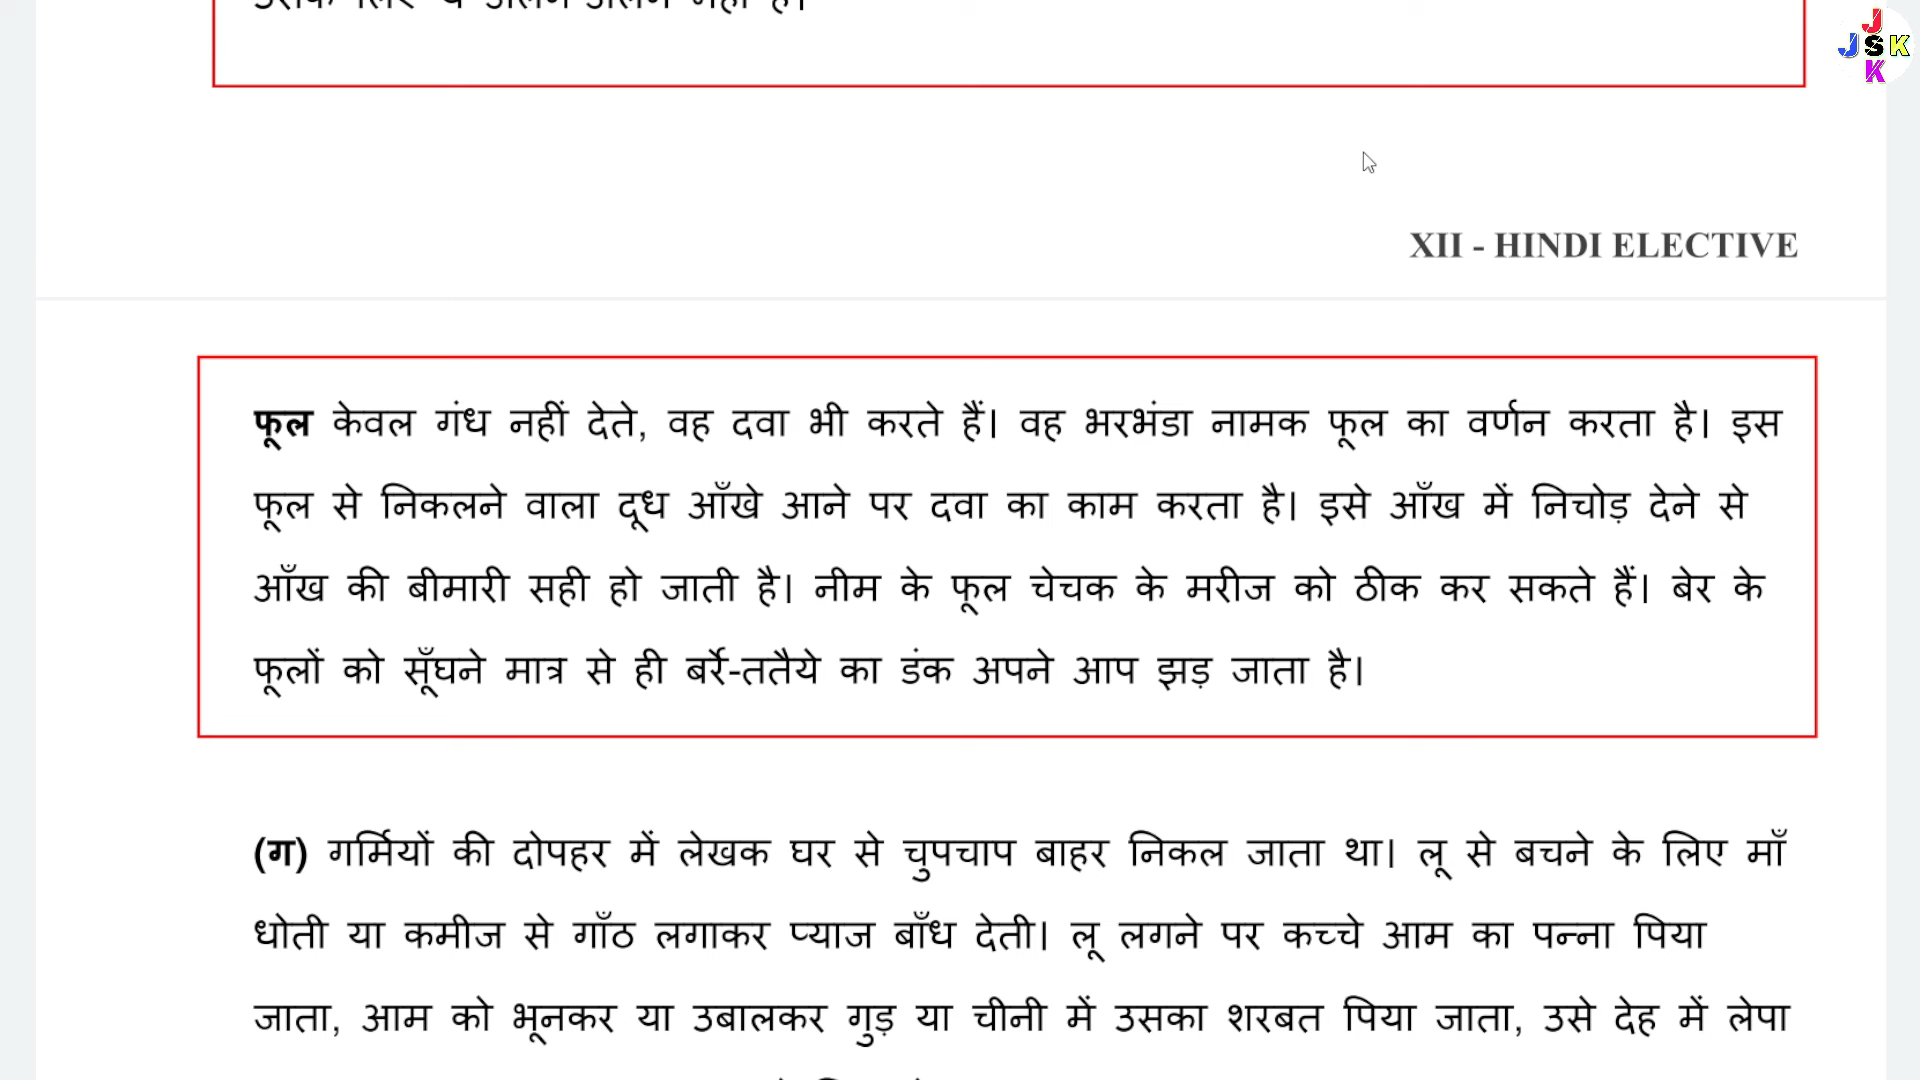 J
J S K
K
XII - HINDI ELECTIVE
फूल केवल गंध नहीं देते, वह दवा भी करते हैं। वह भरभंडा नामक फूल का वर्णन करता है। इस
फूल से निकलने वाला दूध आँखे आने पर दवा का काम करता है। इसे आँख में निचोड़ देने से
आँख की बीमारी सही हो जाती है। नीम के फूल चेचक के मरीज को ठीक कर सकते हैं। बेर के
फूलों को सूँघने मात्र से ही बर्रे-ततैये का डंक अपने आप झड़ जाता है।
(ग) गर्मियों की दोपहर में लेखक घर से चुपचाप बाहर निकल जाता था। लू से बचने के लिए माँ
धोती या कमीज से गाँठ लगाकर प्याज बाँध देती। लू लगने पर कच्चे आम का पन्ना पिया
जाता, आम को भूनकर या उबालकर गुड़ या चीनी में उसका शरबत पिया जाता, उसे देह में लेपा